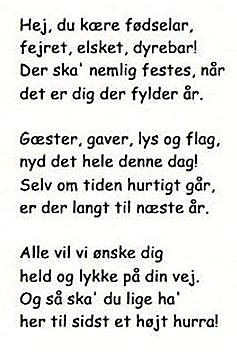 Hej, du kære fødselar,
fejret, elsket, dyrebar!
Der ska' nemlig festes, når
det er dig der fylder år.

Gæster, gaver, lys og flag,
nyd det hele denne dag!
Selv om tiden hurtigt går,
er der langt til næste år.

Alle vil vi ønske dig
held og lykke på din vej.
Og så ska' du lige ha'
her til sidst et højt hurra!